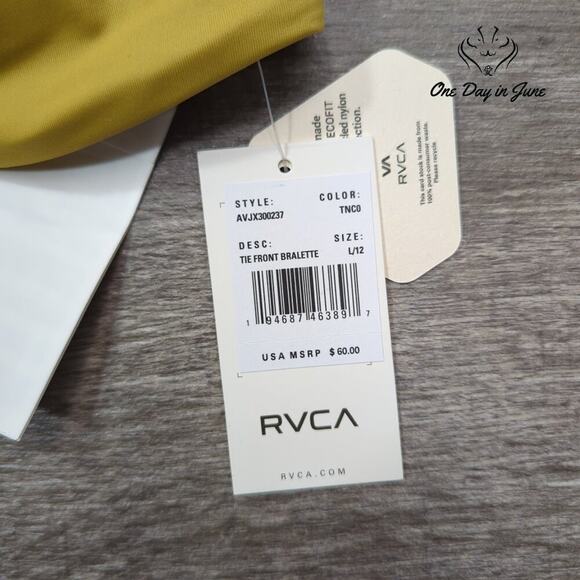 One Day in June
made
ECOFIT
led nylon
ection.
VA
RVCA
This card stock is made from
100% post-consumer waste.
Please recycle.
STYLE: COLOR:
AVJX300237 TNC0
DESC: SIZE:
TIE FRONT BRALETTE L/12
1 94687 46389 7
USA MSRP $ 60.00
RVCA
RVCA.COM